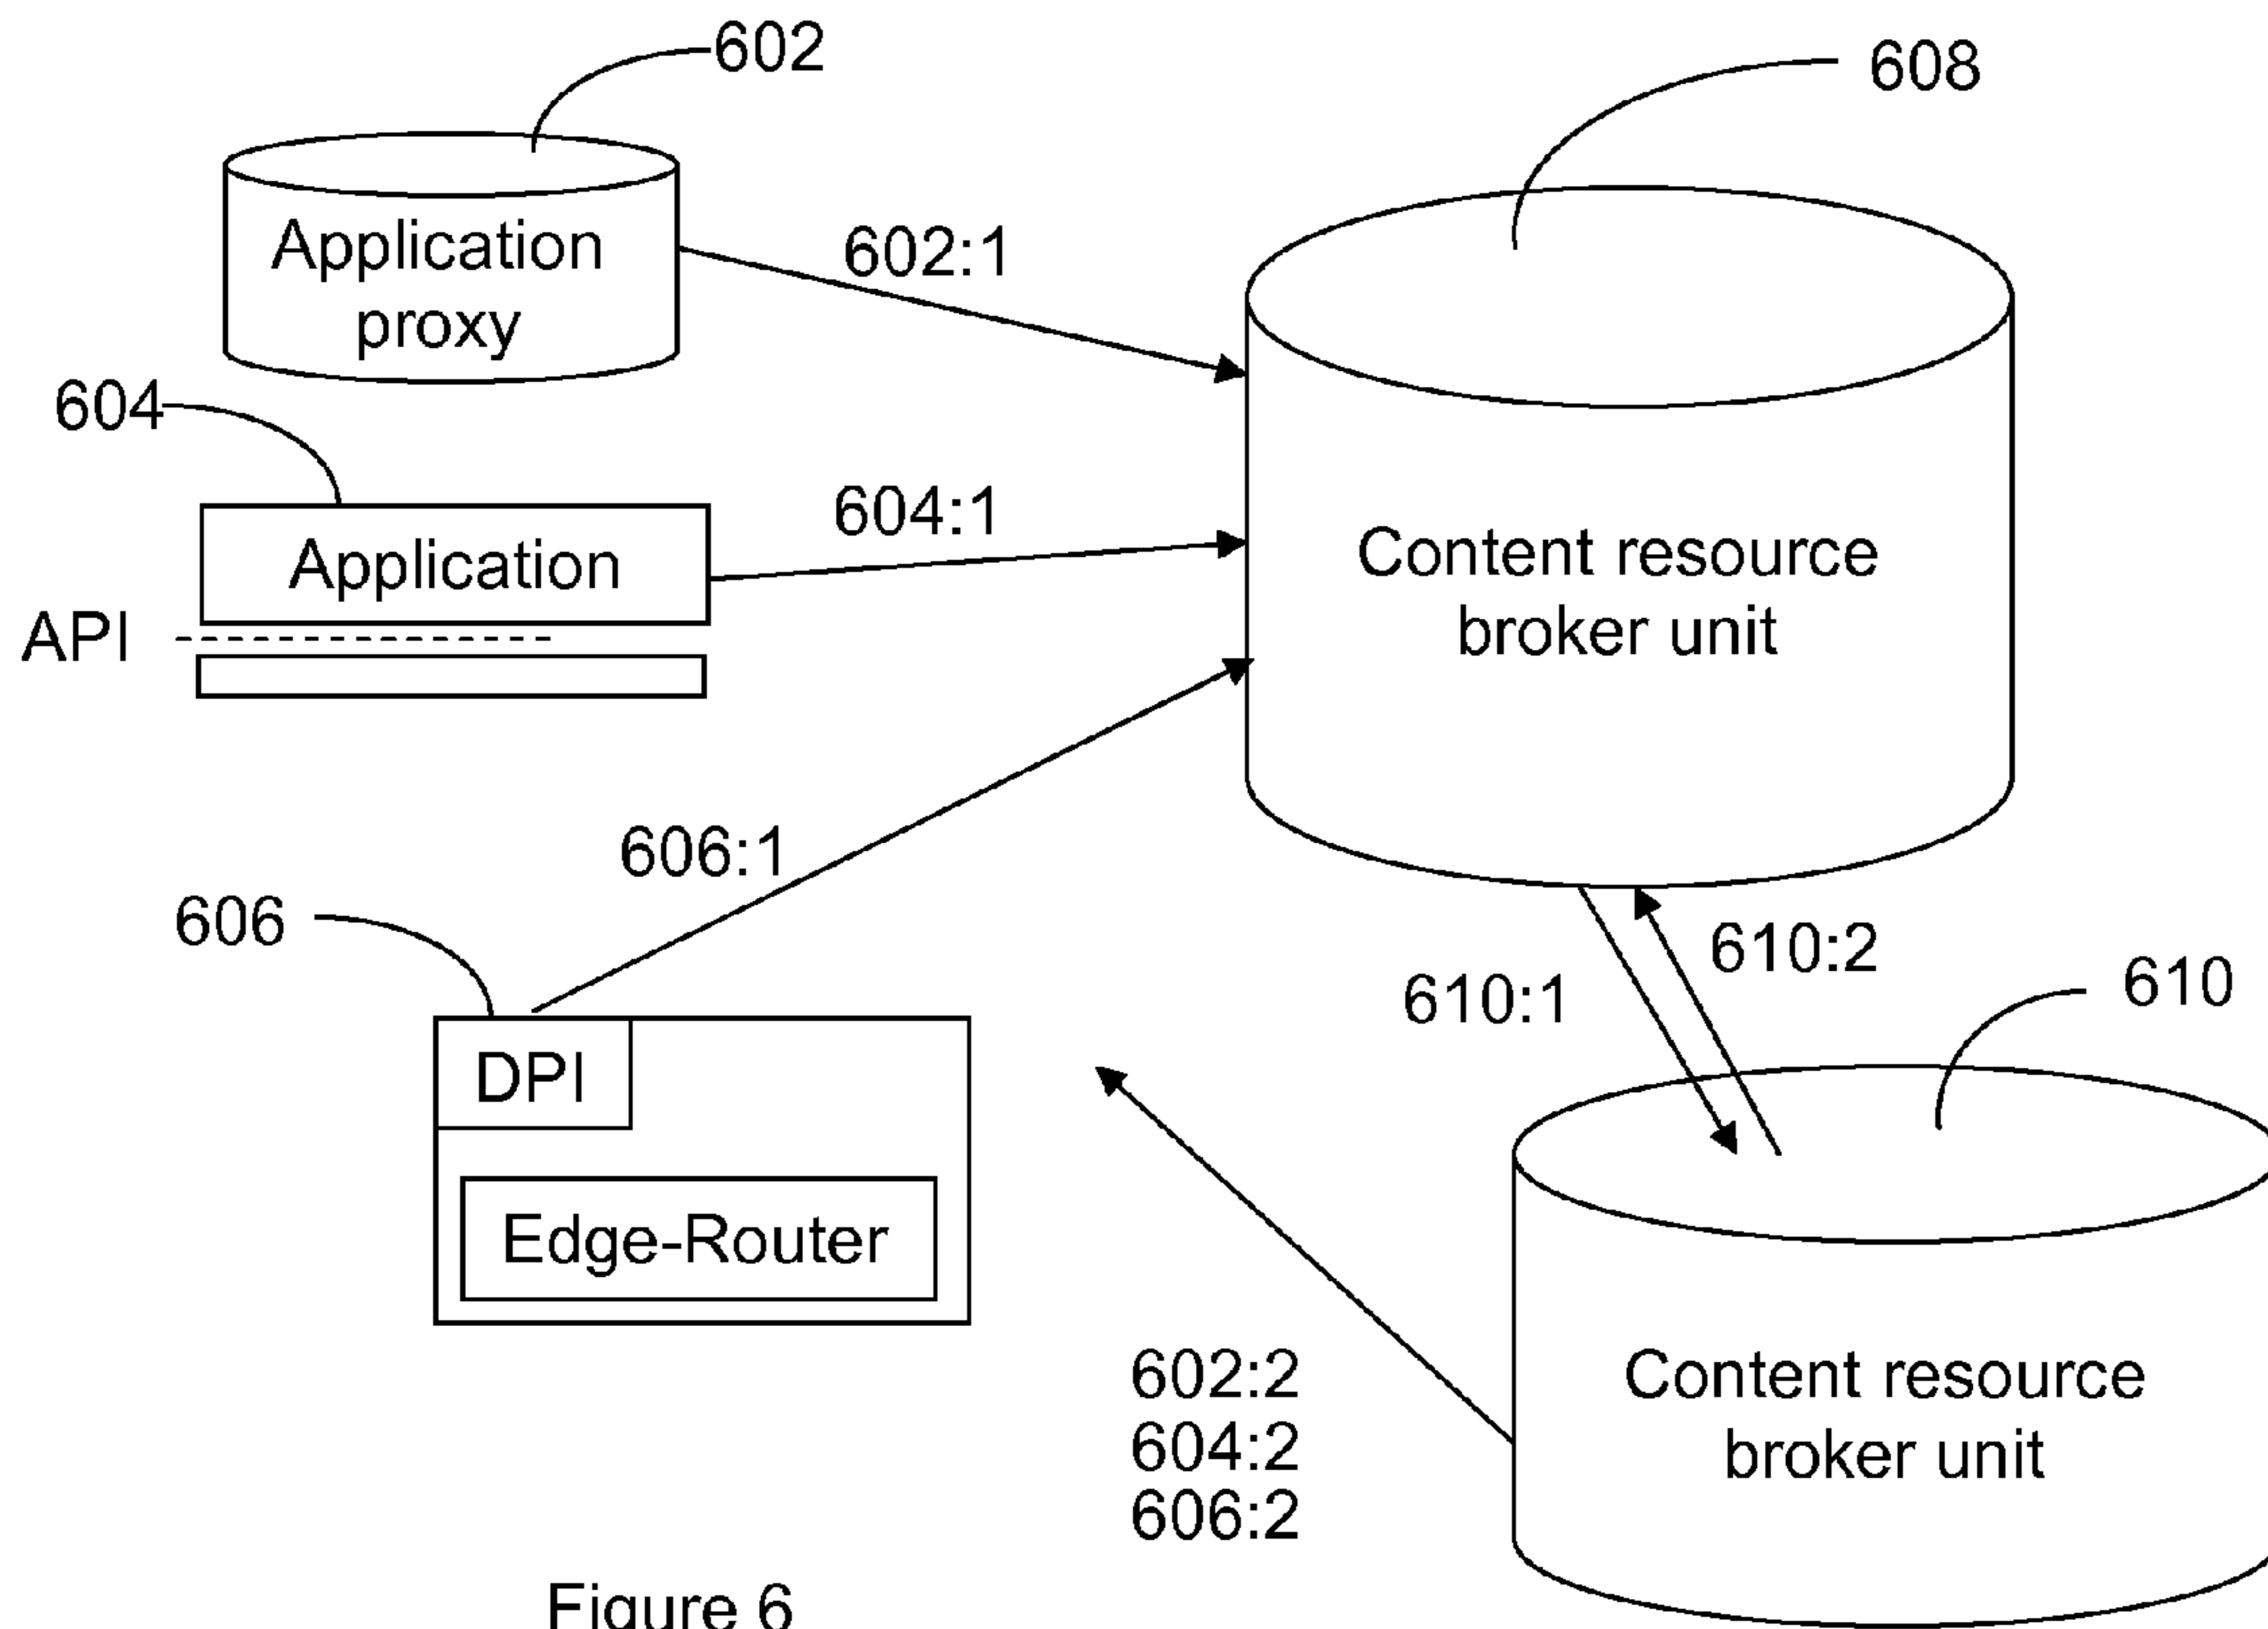 602
608
Application
proxy
602:1
604
604:1
Application
API
Content resource
broker unit
606:1
606
610:2
610:1
610
DPI
Edge-Router
602:2
604:2
606:2
Content resource
broker unit
Figure 6